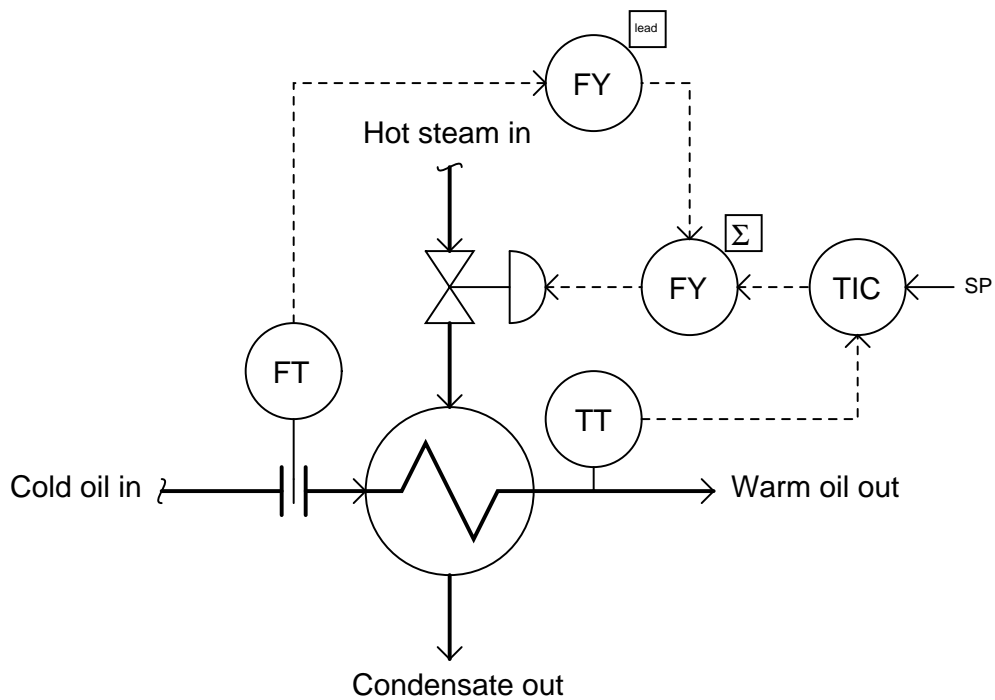 lead
FY
Hot steam in
Σ
FY
TIC
SP
FT
TT
Cold oil in
Warm oil out
Condensate out